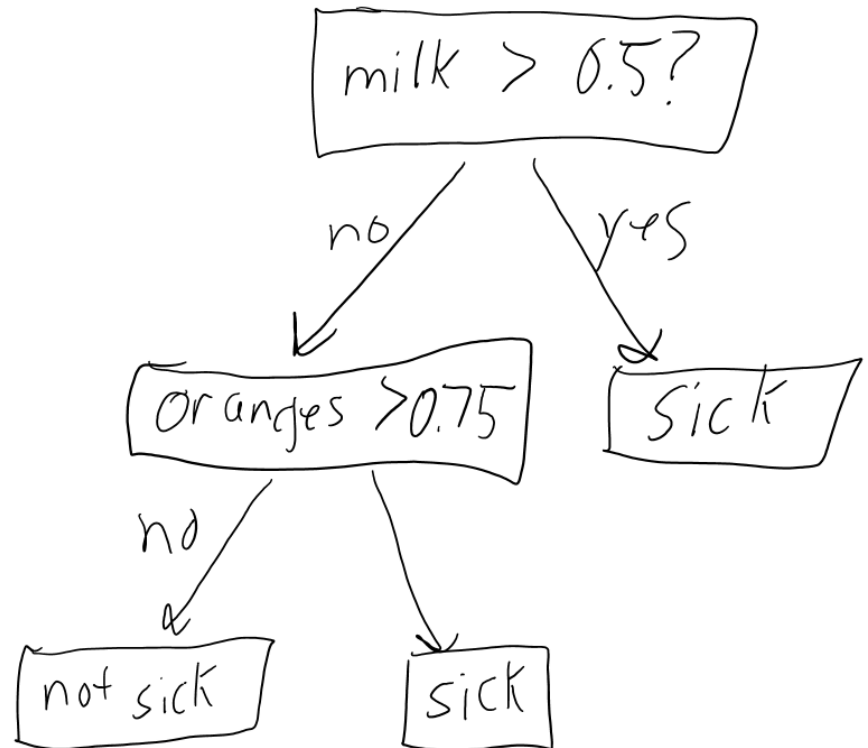 milk > 0.5?
no
yes
oranges >0.75
sick
no
not sick
sick